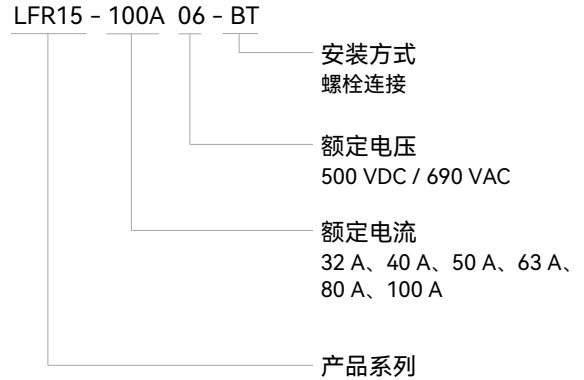 LFR15 - 100A 06 - BT
安装方式
螺栓连接
额定电压
500 VDC / 690 VAC
额定电流
32 A、40 A、50 A、63 A、
80 A、100 A
产品系列